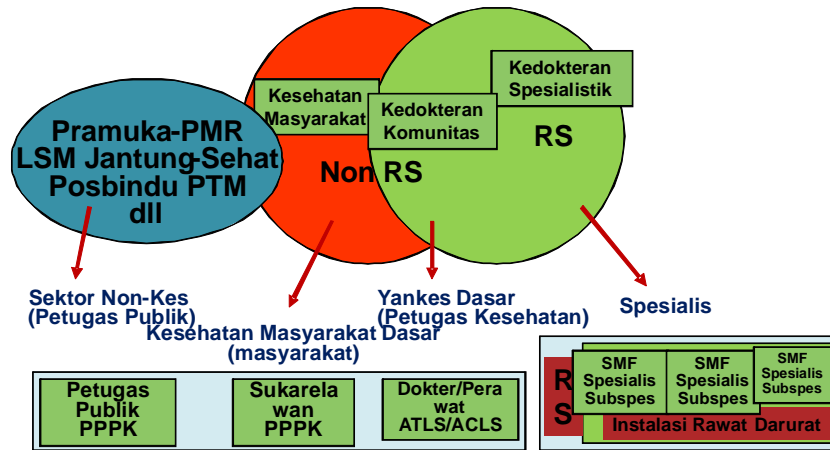 Kedokteran
Spesialistik
Kesehatan
Masyarakat
Kedokteran
Komunitas
Pramuka-PMR
LSM Jantung-Sehat
Posbindu PTM
dll
Non RS
RS
Sektor Non-Kes
(Petugas Publik)
Yankes Dasar
(Petugas Kesehatan)
Spesialis
Kesehatan Masyarakat Dasar
(masyarakat)
Petugas
Publik
PPPK
Sukarela
wan
PPPK
Dokter/Pera
wat
ATLS/ACLS
R
S
SMF
Spesialis
Subspes
SMF
Spesialis
Subspes
SMF
Spesialis
Subspes
Instalasi Rawat Darurat